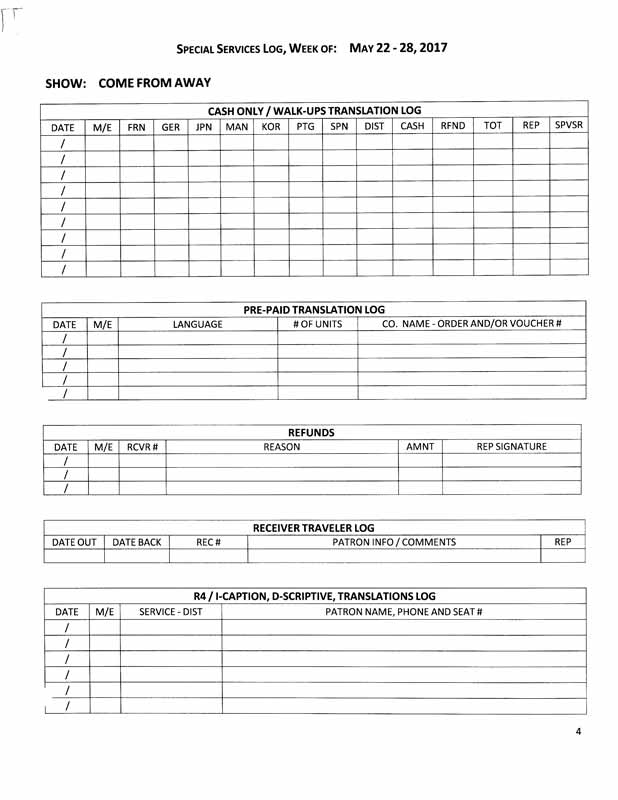 SPECIAL SERVICES LOG, WEEK OF: MAY 22 - 28, 2017
SHOW: COME FROM AWAY
CASH ONLY / WALK-UPS TRANSLATION LOG
DATE M/E FRN GER JPN MAN KOR PTG SPN DIST CASH RFND TOT REP SPVSR
/
/
/
/
/
/
/
/
/
PRE-PAID TRANSLATION LOG
DATE M/E LANGUAGE # OF UNITS CO. NAME - ORDER AND/OR VOUCHER #
/
/
/
/
/
REFUNDS
DATE M/E RCVR # REASON AMNT REP SIGNATURE
/
/
/
RECEIVER TRAVELER LOG
DATE OUT DATE BACK REC # PATRON INFO / COMMENTS REP
R4 / I-CAPTION, D-SCRIPTIVE, TRANSLATIONS LOG
DATE M/E SERVICE - DIST PATRON NAME, PHONE AND SEAT #
/
/
/
/
/
/
4